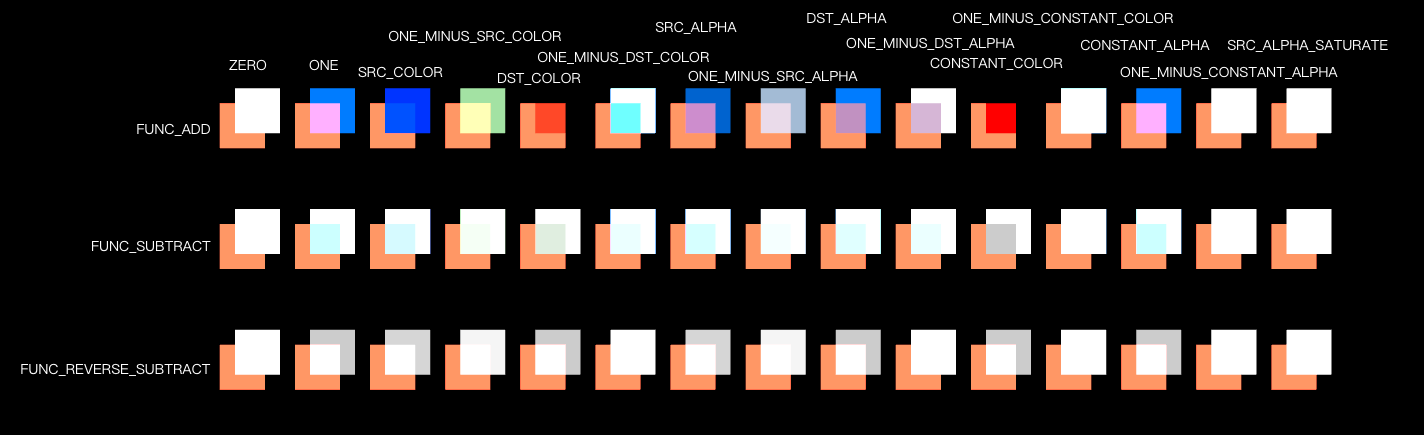 DST_ALPHA
ONE_MINUS_CONSTANT_COLOR
SRC_ALPHA
ONE_MINUS_SRC_COLOR
ONE_MINUS_DST_ALPHA
CONSTANT_ALPHA
SRC_ALPHA_SATURATE
ONE_MINUS_DST_COLOR
CONSTANT_COLOR
ZERO
ONE
SRC_COLOR
DST_COLOR
ONE_MINUS_SRC_ALPHA
ONE_MINUS_CONSTANT_ALPHA
FUNC_ADD
FUNC_SUBTRACT
FUNC_REVERSE_SUBTRACT